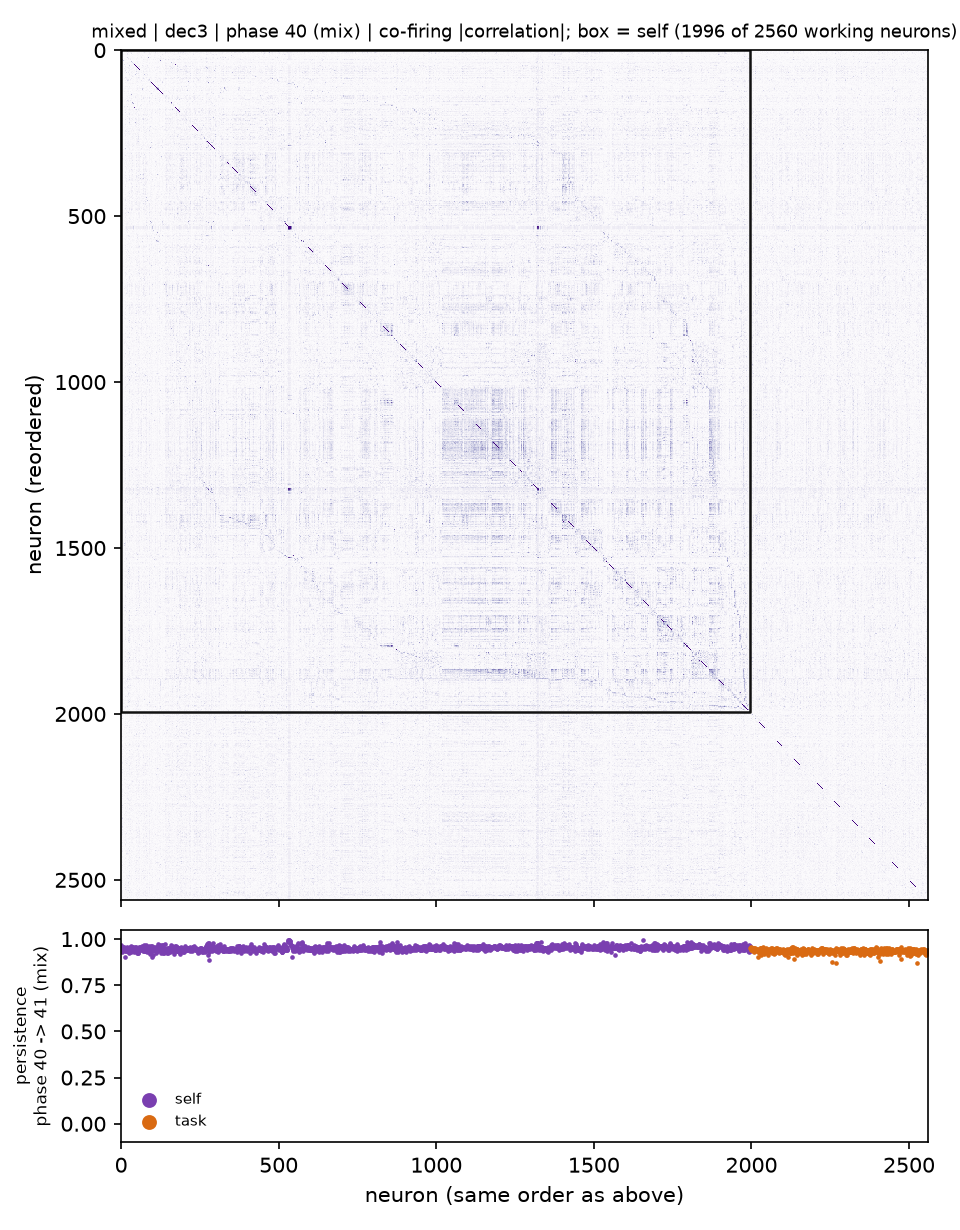 mixed | dec3 | phase 40 (mix) | co-firing |correlation|; box = self (1996 of 2560 working neurons)
0
500
1000
1500
2000
2500
neuron (reordered)
1.00
0.75
0.50
0.25
0.00
persistence
phase 40 -> 41 (mix)
self
task
0
500
1000
1500
2000
2500
neuron (same order as above)